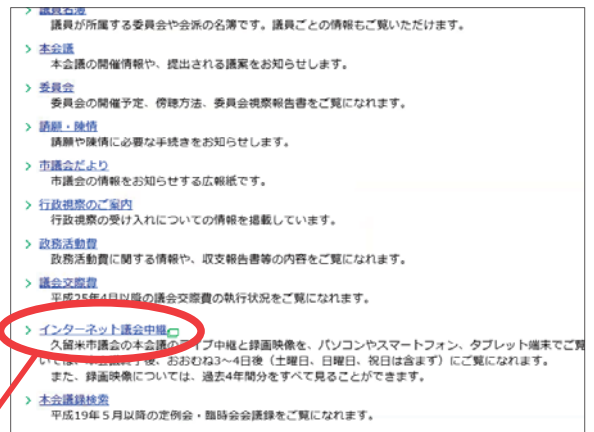 > 議員名簿
議員が所属する委員会や会派の名簿です。議員ごとの情報もご覧いただけます。
> 本会議
本会議の開催情報や、提出される議案をお知らせします。
> 委員会
委員会の開催予定、傍聴方法、委員会視察報告書をご覧になれます。
> 請願・陳情
請願や陳情に必要な手続きをお知らせします。
> 市議会だより
市議会の情報をお知らせする広報紙です。
> 行政視察のご案内
行政視察の受け入れについての情報を掲載しています。
> 政務活動費
政務活動費に関する情報や、収支報告書等の内容をご覧になれます。
> 議会交際費
平成25年4月以降の議会交際費の執行状況をご覧になれます。
> インターネット議会中継
久留米市議会の本会議のライブ中継と録画映像を、パソコンやスマートフォン、タブレット端末でご覧
本会議終了後、おおむね3～4日後（土曜日、日曜日、祝日は含まず）にご覧になれます。
また、録画映像については、過去4年間分をすべて見ることができます。
> 本会議録検索
平成19年５月以降の定例会・臨時会会議録をご覧になれます。